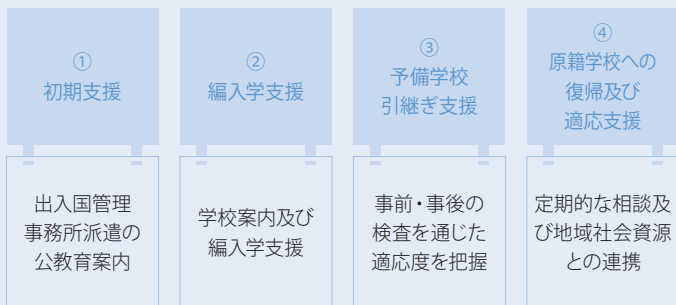 ①
初期支援
②
編入学支援
③
予備学校
引継ぎ支援
④
原籍学校への
復帰及び
適応支援
出入国管理
事務所派遣の
公教育案内
学校案内及び
編入学支援
事前・事後の
検査を通じた
適応度を把握
定期的な相談及
び地域社会資源
との連携